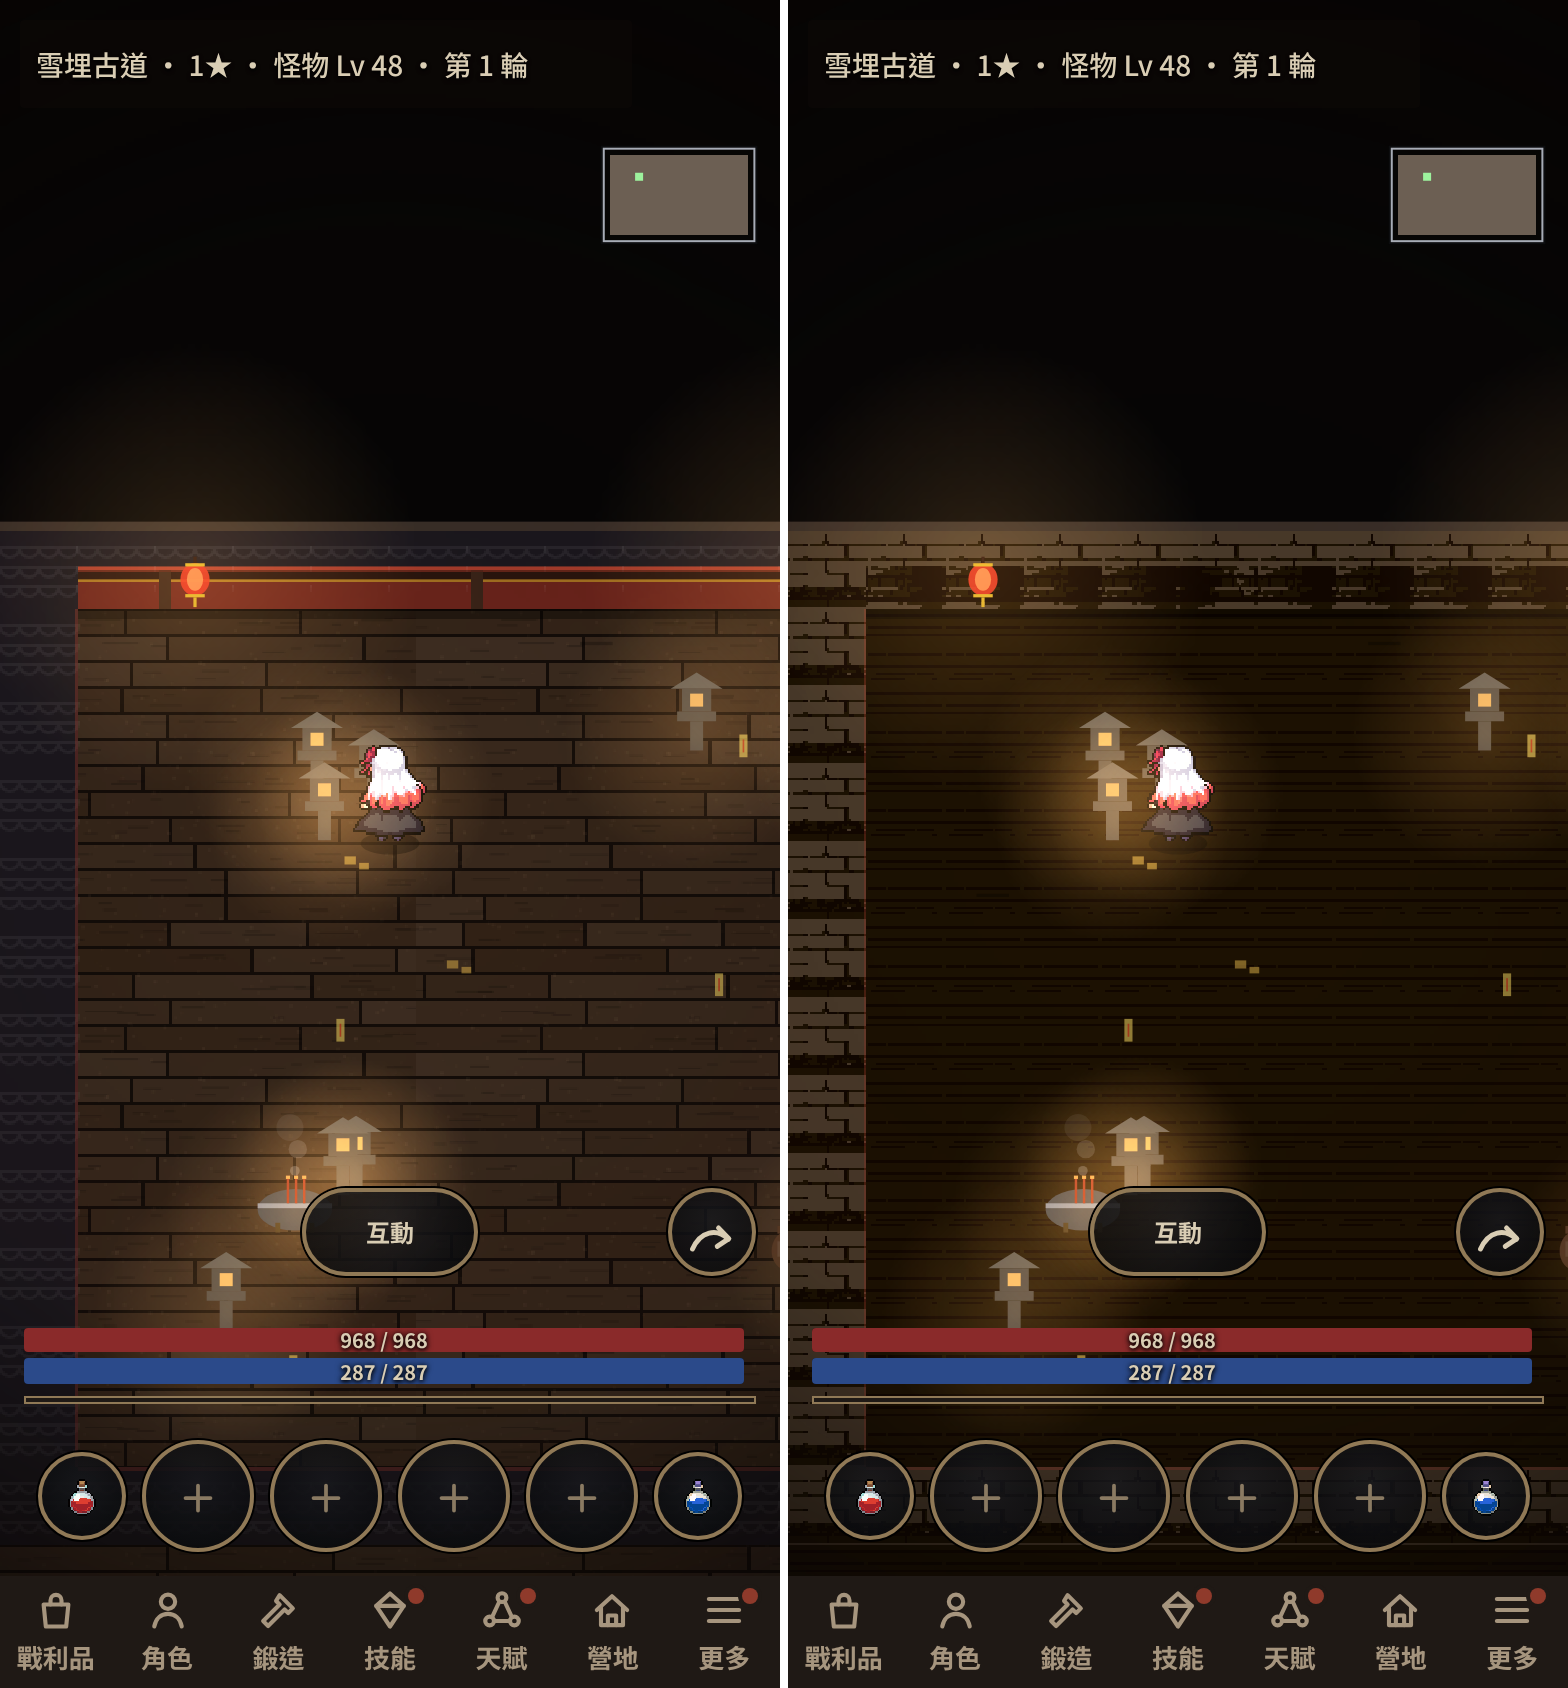 雪埋古道 • 1★ • 怪物 Lv 48 • 第 1 輪
互動
968 / 968
287 / 287
戰利品 角色 鍛造 技能 天賦 營地 更多
雪埋古道 • 1★ • 怪物 Lv 48 • 第 1 輪
互動
968 / 968
287 / 287
戰利品 角色 鍛造 技能 天賦 營地 更多